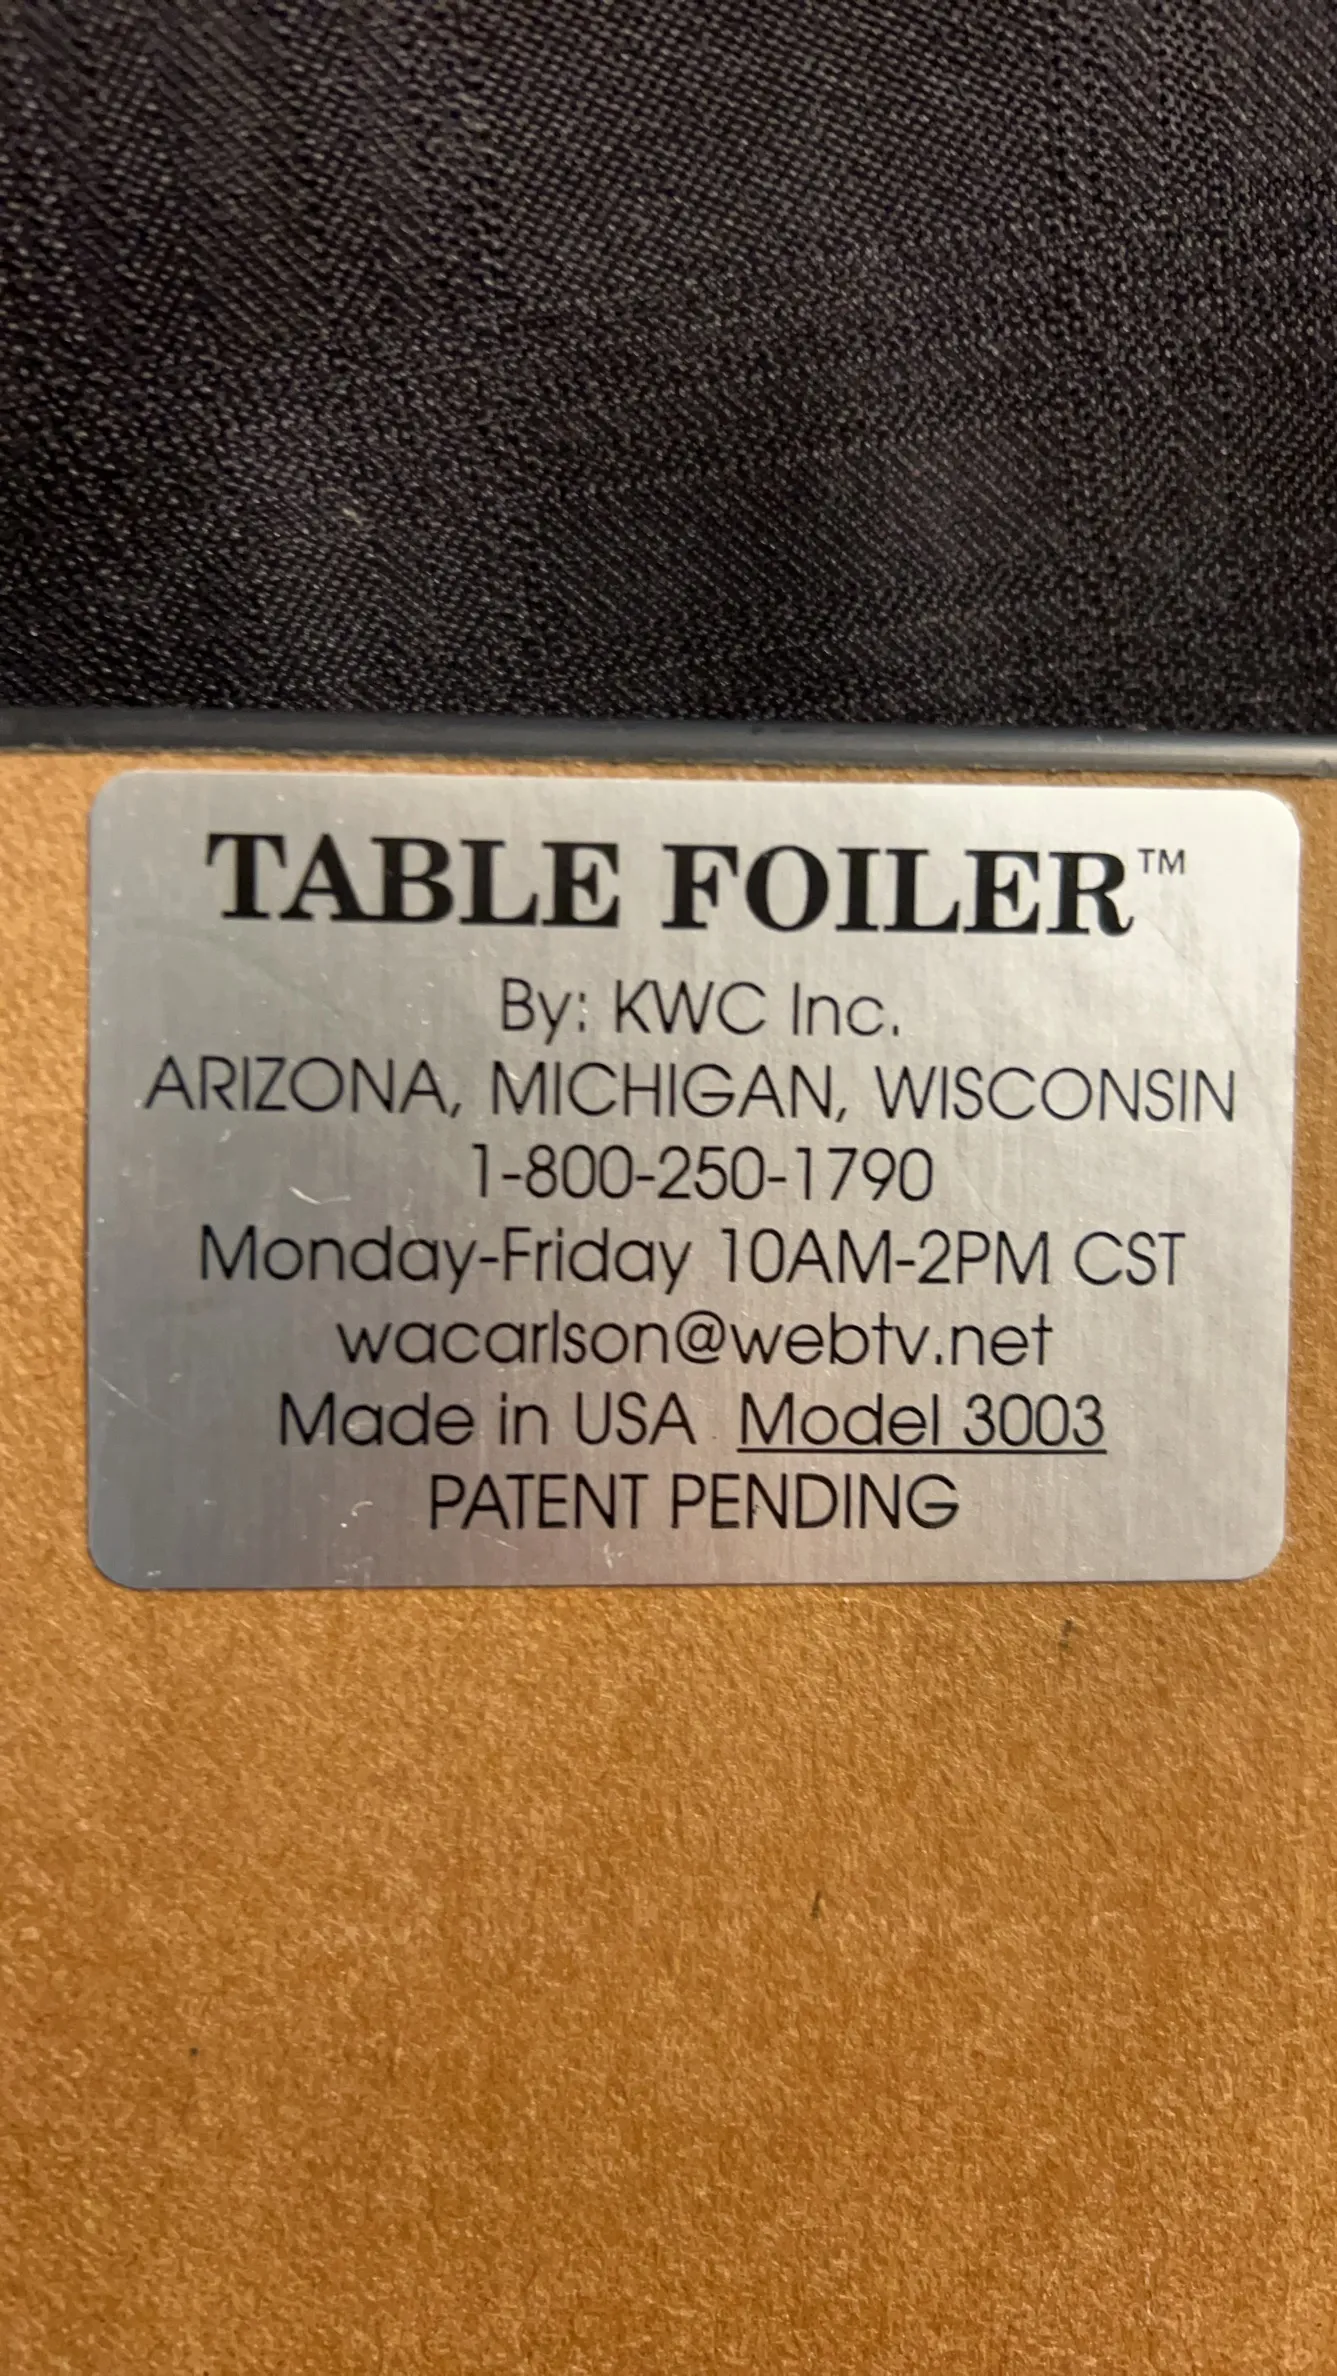 TABLE FOILER™
By: KWC Inc.
ARIZONA, MICHIGAN, WISCONSIN
1-800-250-1790
Monday-Friday 10AM-2PM CST
wacarlson@webtv.net
Made in USA Model 3003
PATENT PENDING